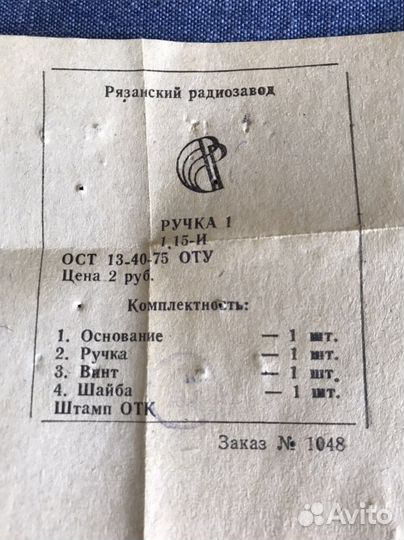 Рязанский радиозавод
РУЧКА 1
1.15-И
ОСТ 13-40-75 ОТУ
Цена 2 руб.
Комплектность:
1. Основание — 1 шт.
2. Ручка — 1 шт.
3. Винт — 1 шт.
4. Шайба — 1 шт.
Штамп ОТК
Заказ № 1048
Avito